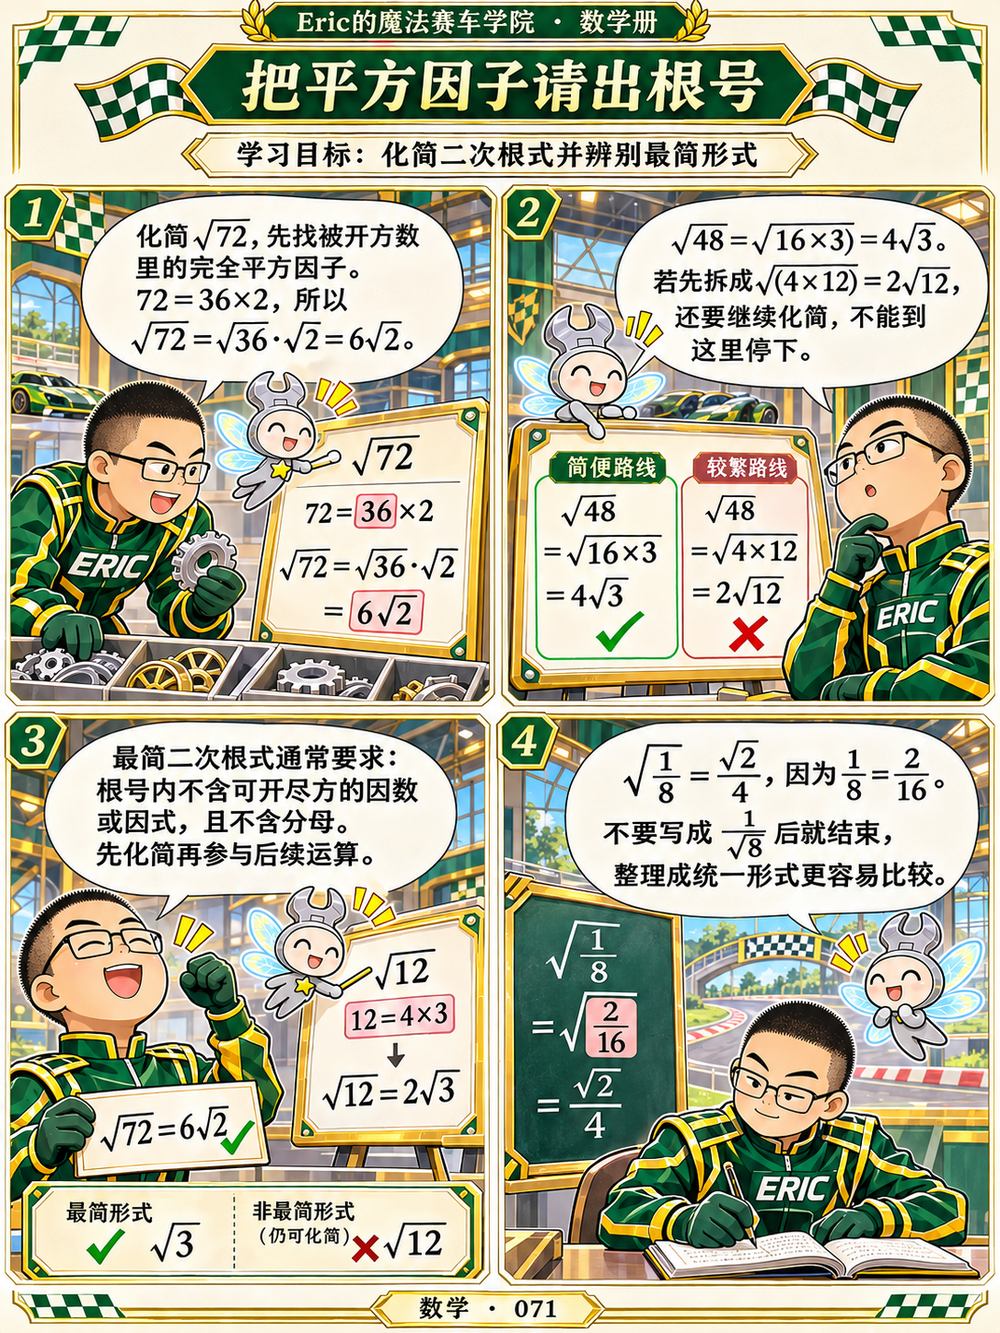 Eric的魔法赛车学院 · 数学册
把平方因子请出根号
学习目标：化简二次根式并辨别最简形式
1
化简√72，先找被开方数
里的完全平方因子。
72=36×2，所以
√72=√36·√2=6√2。
√72
72=36×2
√72=√36·√2
=6√2
ERIC
2
√48=√16×3)=4√3。
若先拆成√(4×12)=2√12，
还要继续化简，不能到
这里停下。
简便路线
√48
=√16×3
=4√3
✓
较繁路线
√48
=√4×12
=2√12
✗
ERIC
3
最简二次根式通常要求：
根号内不含可开尽方的因数
或因式，且不含分母。
先化简再参与后续运算。
√12
12=4×3
↓
√12=2√3
√72=6√2 ✓
最简形式
✓ √3
非最简形式
(仍可化简)
✗ √12
4
√1/8=√2/4，因为1/8=2/16。
不要写成1/√8后就结束，
整理成统一形式更容易比较。
√1/8
=√2/16
=√2/4
ERIC
数学 · 071